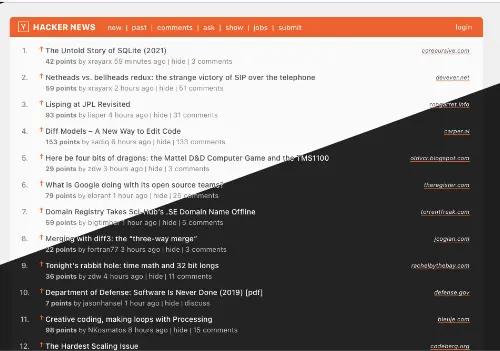 Y HACKER NEWS new | past | comments | ask | show | jobs | submit login
1. ↑ The Untold Story of SQLite (2021) corecursive.com
42 points by xrayarx 59 minutes ago | hide | 3 comments
2. ↑ Netheads vs. bellheads redux: the strange victory of SIP over the telephone devever.net
59 points by xrayarx 2 hours ago | hide | 51 comments
3. ↑ Lisping at JPL Revisited rongarret.info
93 points by lisper 4 hours ago | hide | 31 comments
4. ↑ Diff Models – A New Way to Edit Code carper.ai
153 points by sadiq 6 hours ago | hide | 133 comments
5. ↑ Here be four bits of dragons: the Mattel D&D Computer Game and the TMS1100 oldvcr.blogspot.com
29 points by zdw 3 hours ago | hide | 3 comments
6. ↑ What is Google doing with its open source teams? theregister.com
79 points by elorant 1 hour ago | hide | 25 comments
7. ↑ Domain Registry Takes Sci-Hub's .SE Domain Name Offline torrentfreak.com
59 points by bigtimber 1 hour ago | hide | 5 comments
8. ↑ Merging with diff3: the “three-way merge” jcoglan.com
22 points by fortran77 3 hours ago | hide | 3 comments
9. ↑ Tonight's rabbit hole: time math and 32 bit longs rachelbythebay.com
36 points by zdw 4 hours ago | hide | 11 comments
10. ↑ Department of Defense: Software Is Never Done (2019) [pdf] defense.gov
7 points by jasonhansel 1 hour ago | hide | discuss
11. ↑ Creative coding, making loops with Processing bleuje.com
98 points by NKosmatos 8 hours ago | hide | 15 comments
12. ↑ The Hardest Scaling Issue codeberg.org